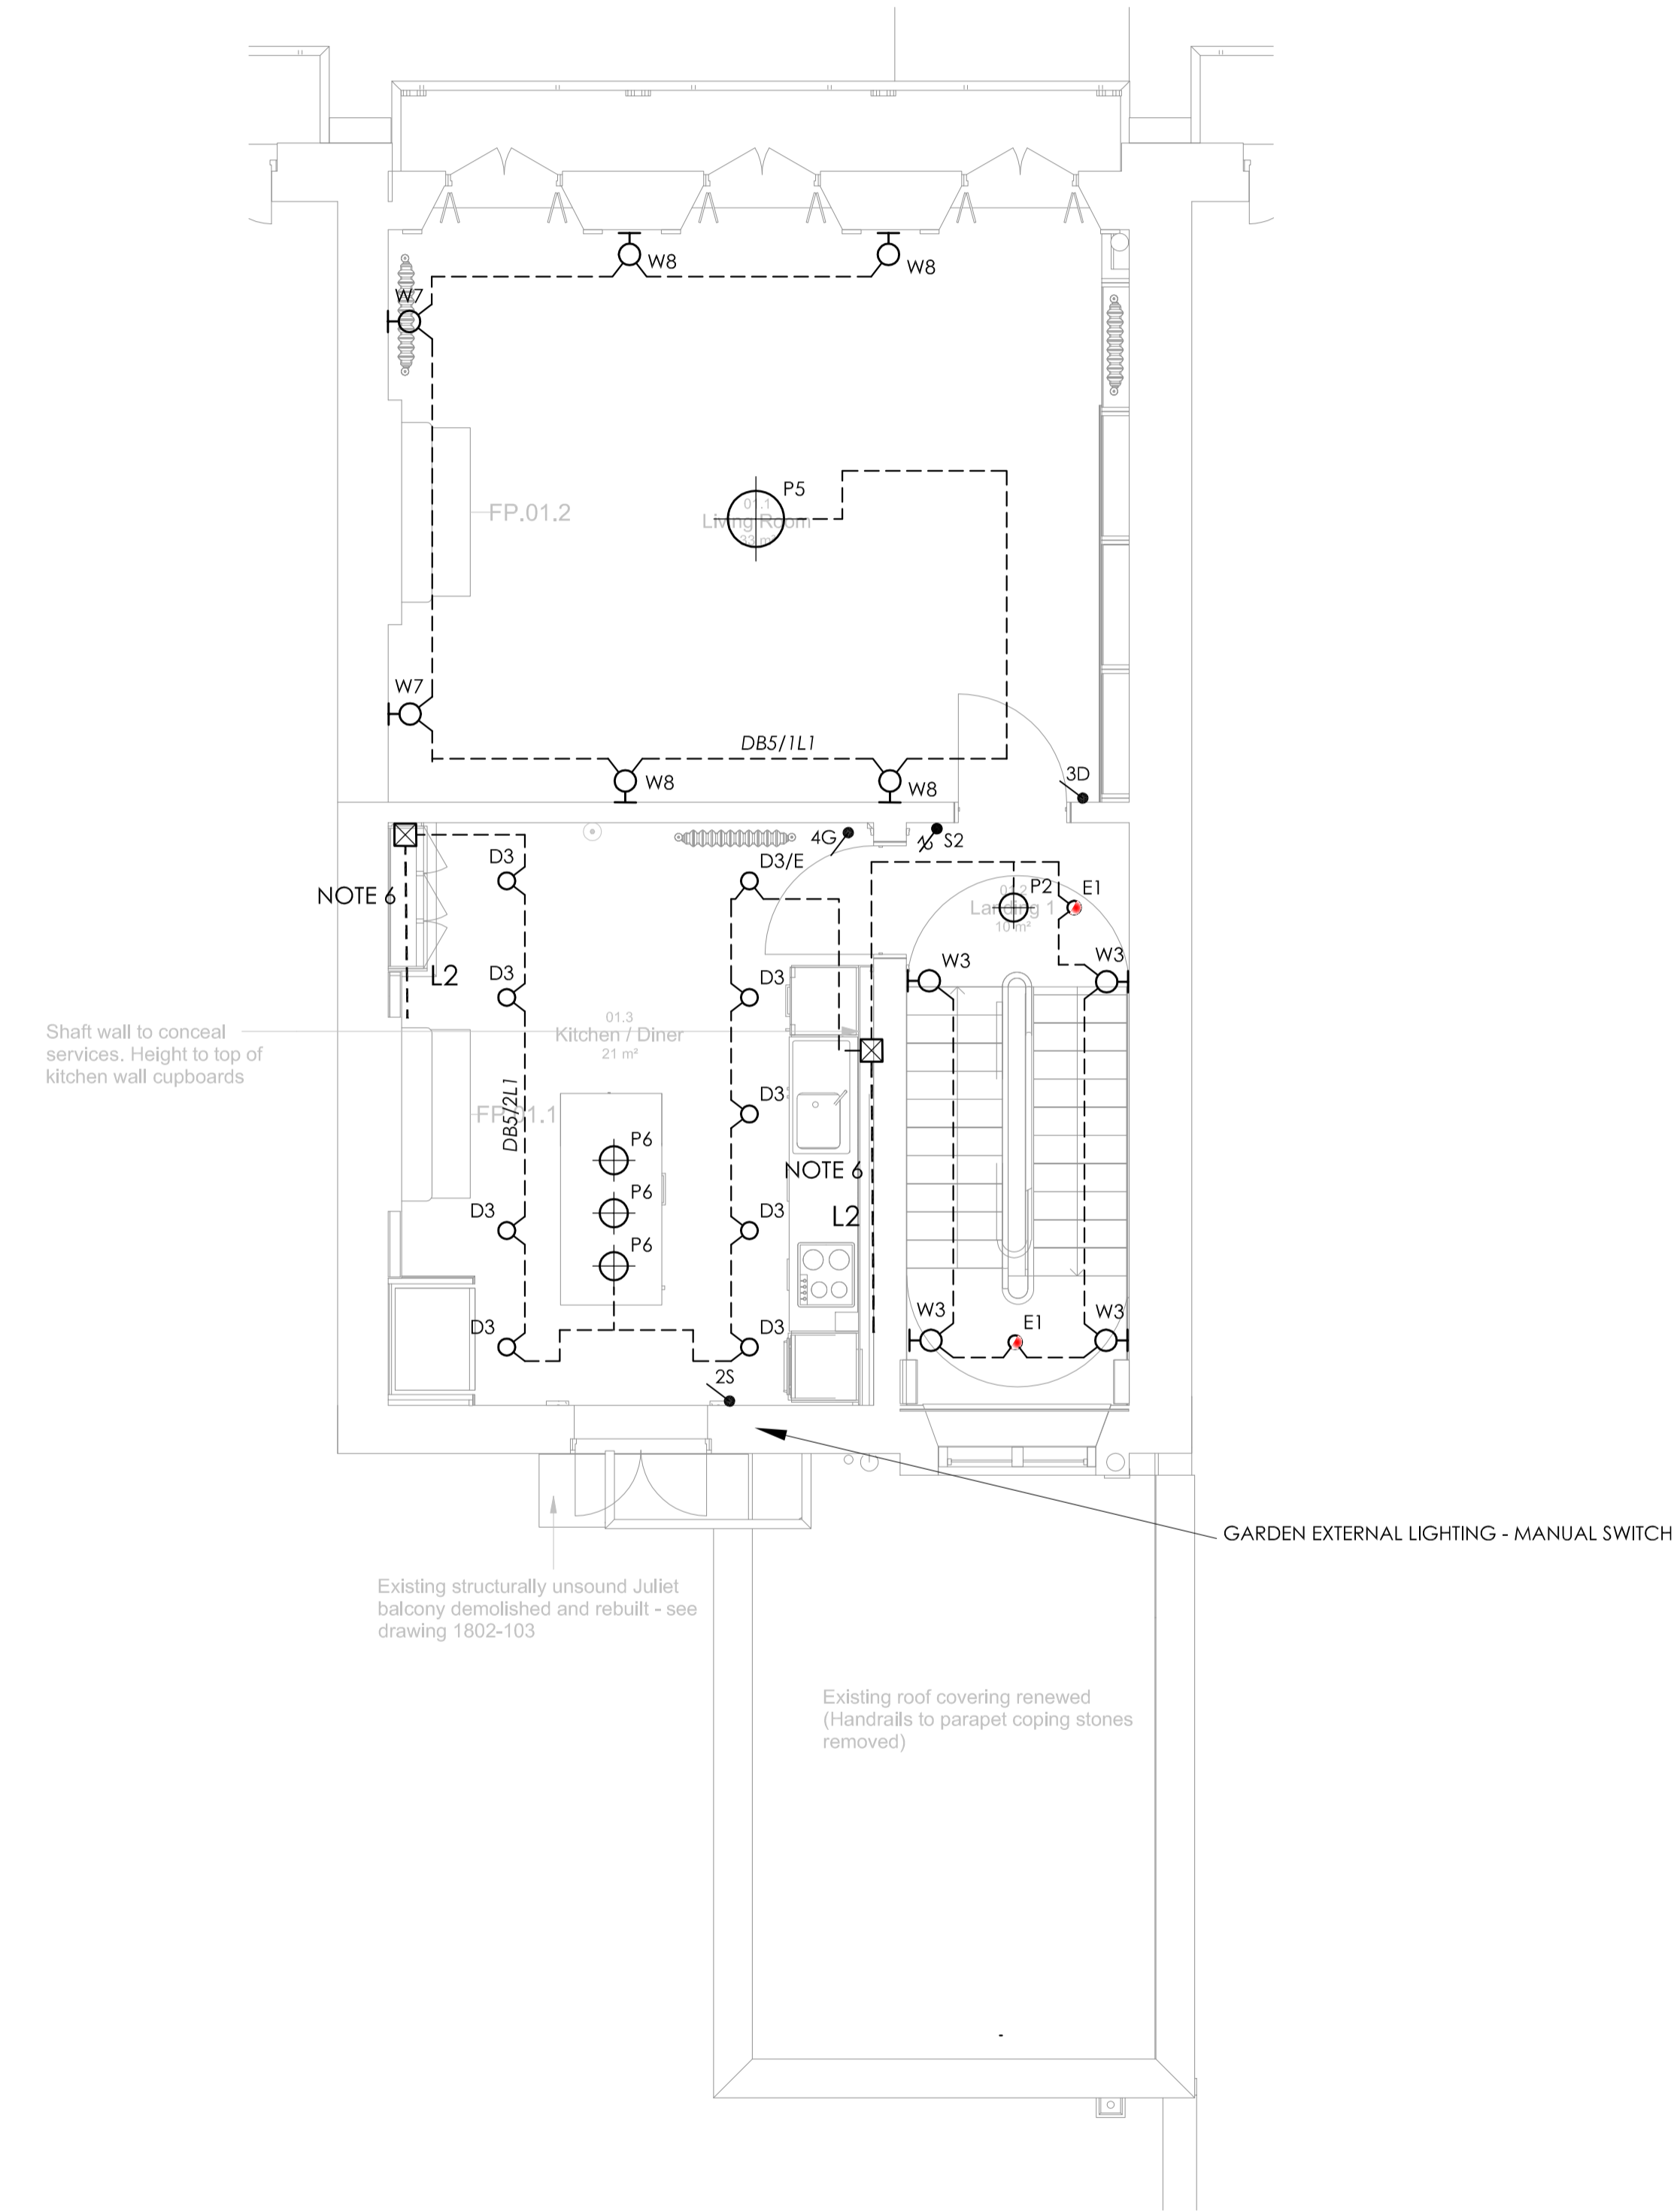 W8
W8
W7
P5
01.1
Living Room
33 m²
FP.01.2
W7
DB5/1L1
3D
W8
W8
4G
S2
D3
D3/E
NOTE 6
P2
E1
01.2
Landing 1
10 m²
D3
D3
W3
W3
L2
01.3
Kitchen / Diner
21 m²
Shaft wall to conceal
services. Height to top of
kitchen wall cupboards
D3
FP.01.1
DB5/2L1
P6
NOTE 6
P6
D3
D3
L2
P6
D3
D3
W3
E1
W3
2S
GARDEN EXTERNAL LIGHTING - MANUAL SWITCH
Existing structurally unsound Juliet
balcony demolished and rebuilt - see
drawing 1802-103
Existing roof covering renewed
(Handrails to parapet coping stones
removed)